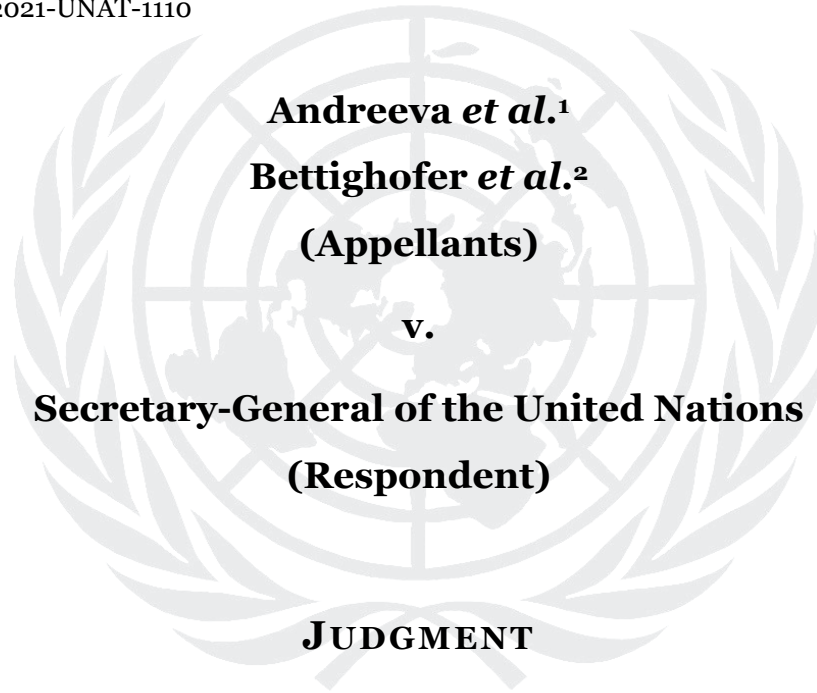 2021-UNAT-1110
Andreeva et al.¹
Bettighofer et al.²
(Appellants)
v.
Secretary-General of the United Nations
(Respondent)
JUDGMENT